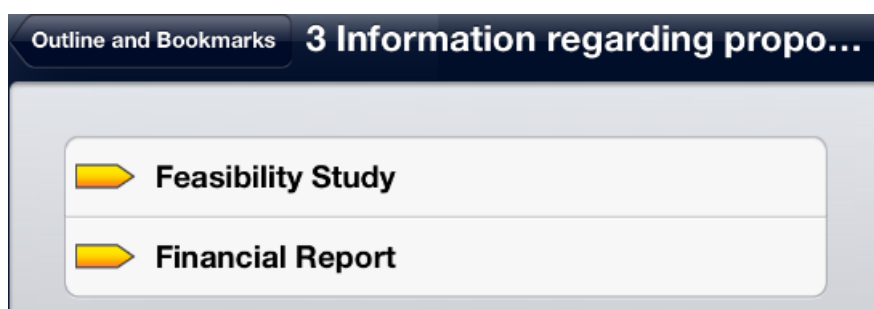 Outline and Bookmarks 3 Information regarding propo...
Feasibility Study
Financial Report